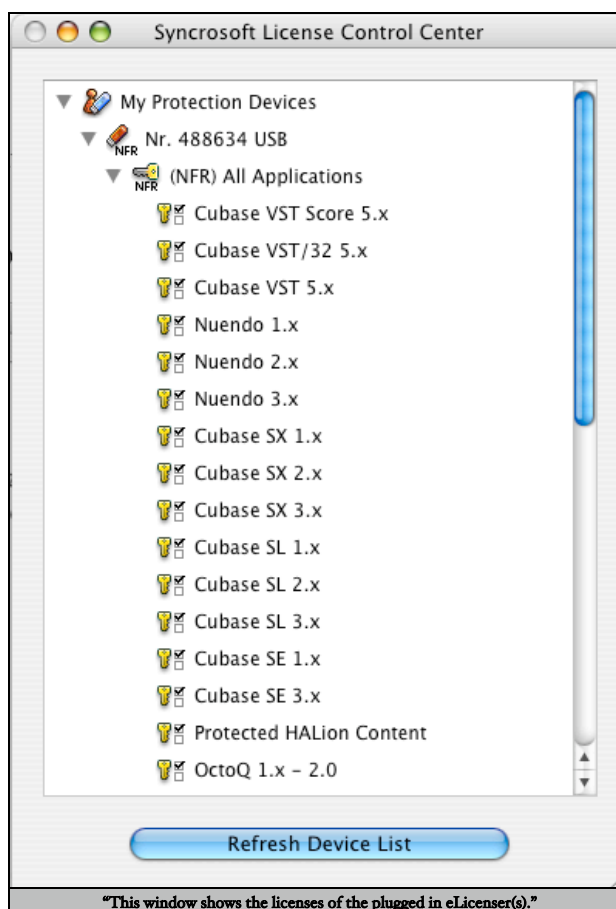 Syncrosoft License Control Center
My Protection Devices
NFR Nr. 488634 USB
NFR (NFR) All Applications
Cubase VST Score 5.x
Cubase VST/32 5.x
Cubase VST 5.x
Nuendo 1.x
Nuendo 2.x
Nuendo 3.x
Cubase SX 1.x
Cubase SX 2.x
Cubase SX 3.x
Cubase SL 1.x
Cubase SL 2.x
Cubase SL 3.x
Cubase SE 1.x
Cubase SE 3.x
Protected HALion Content
OctoQ 1.x – 2.0
Refresh Device List
“This window shows the licenses of the plugged in eLicenser(s).”